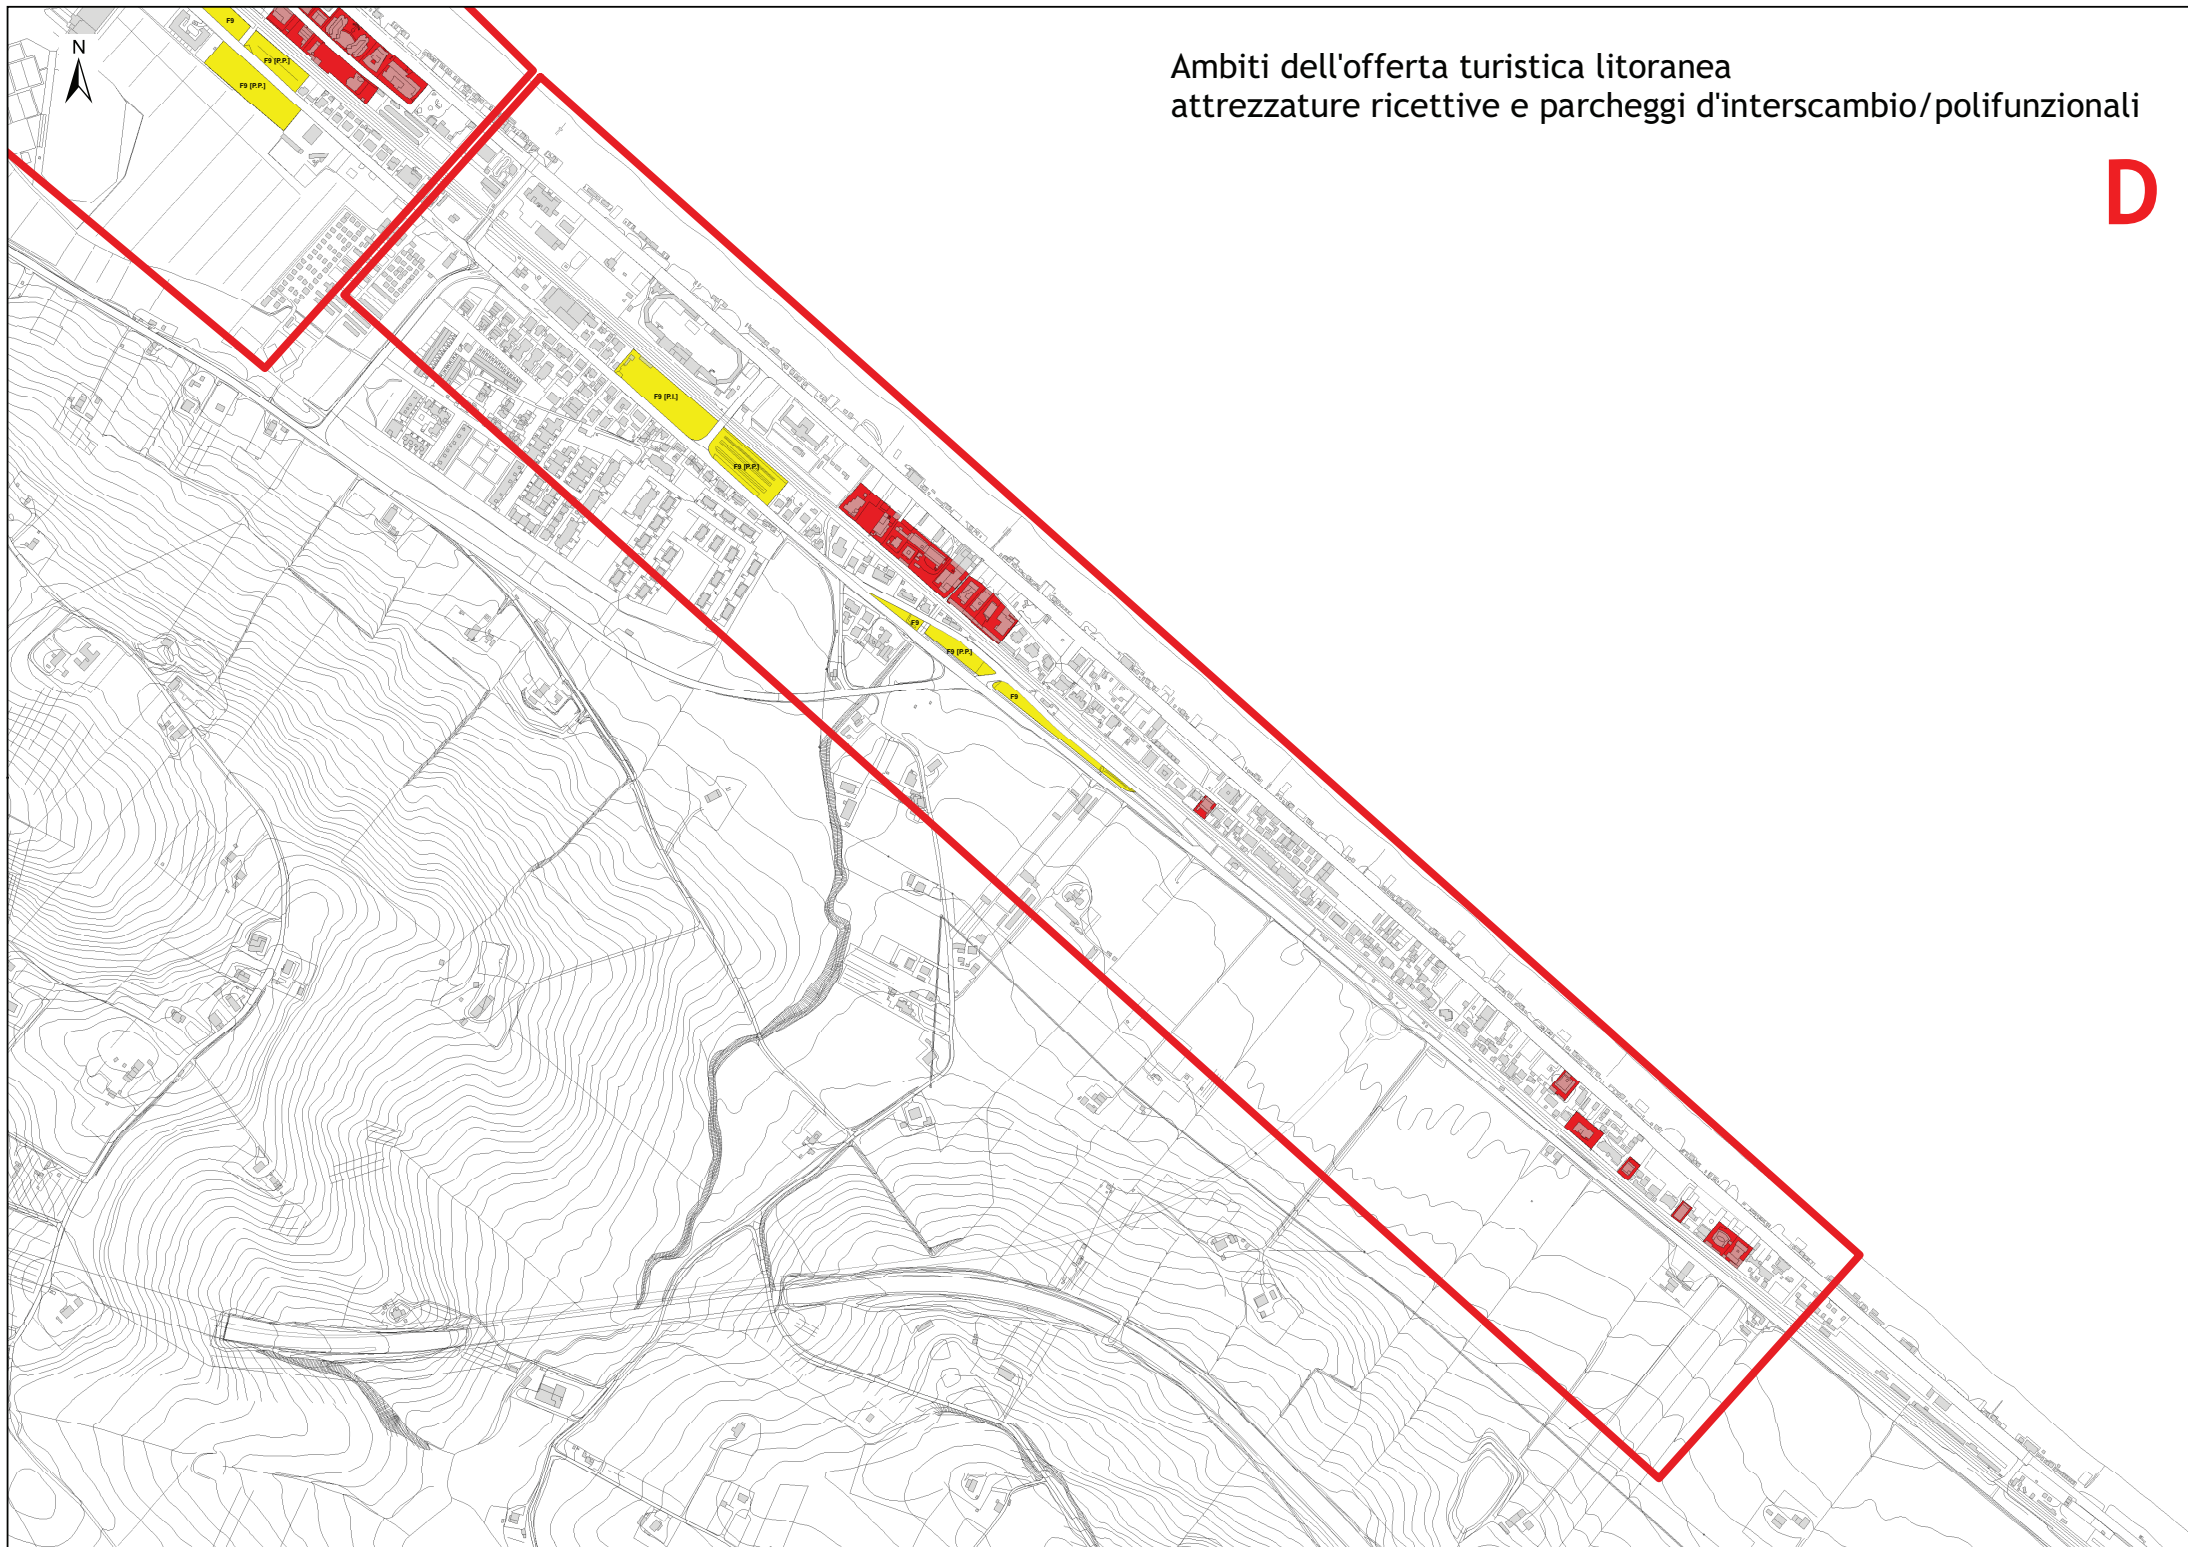 Ambiti dell'offerta turistica litoranea
attrezzature ricettive e parcheggi d'interscambio/polifunzionali
D
N
F9
F9 [P.P.]
F9 [P.P.]
F9 [P.I.]
F9 [P.P.]
F9
F9 [P.P.]
F9